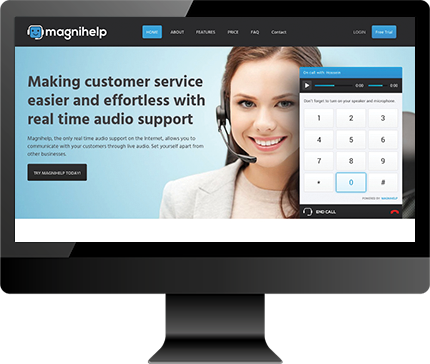 magnihelp
HOME ABOUT FEATURES PRICE FAQ Contact LOGIN Free Trial
Making customer service
easier and effortless with
real time audio support
Magnihelp, the only real time audio support on the Internet, allows you to
communicate with your customers through live audio. Set yourself apart from
other businesses.
TRY MAGNIHELP TODAY!
On call with
0:00 0:00
Don't forget to turn on your speaker and microphone.
1 2 3
4 5 6
7 8 9
* 0 #
POWERED BY MAGNIHELP
END CALL